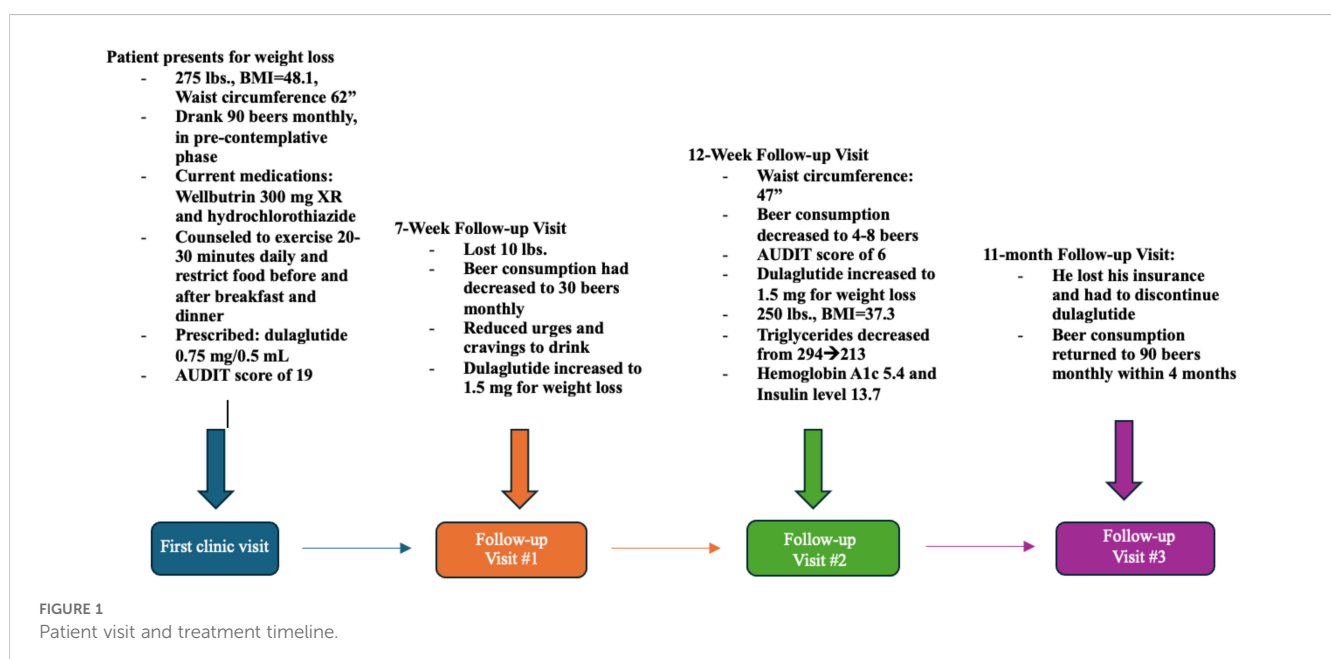 Patient presents for weight loss
- 275 lbs., BMI=48.1,
Waist circumference 62”
- Drank 90 beers monthly,
in pre-contemplative
phase
- Current medications:
Wellbutrin 300 mg XR
and hydrochlorothiazide
- Counseled to exercise 20-
30 minutes daily and
restrict food before and
after breakfast and
dinner
- Prescribed: dulaglutide
0.75 mg/0.5 mL
- AUDIT score of 19
7-Week Follow-up Visit
- Lost 10 lbs.
- Beer consumption had
decreased to 30 beers
monthly
- Reduced urges and
cravings to drink
- Dulaglutide increased to
1.5 mg for weight loss
12-Week Follow-up Visit
- Waist circumference:
47”
- Beer consumption
decreased to 4-8 beers
- AUDIT score of 6
- Dulaglutide increased to
1.5 mg for weight loss
- 250 lbs., BMI=37.3
- Triglycerides decreased
from 294→213
- Hemoglobin A1c 5.4 and
Insulin level 13.7
11-month Follow-up Visit:
- He lost his insurance
and had to discontinue
dulaglutide
- Beer consumption
returned to 90 beers
monthly within 4 months
First clinic visit
Follow-up
Visit #1
Follow-up
Visit #2
Follow-up
Visit #3
FIGURE 1
Patient visit and treatment timeline.